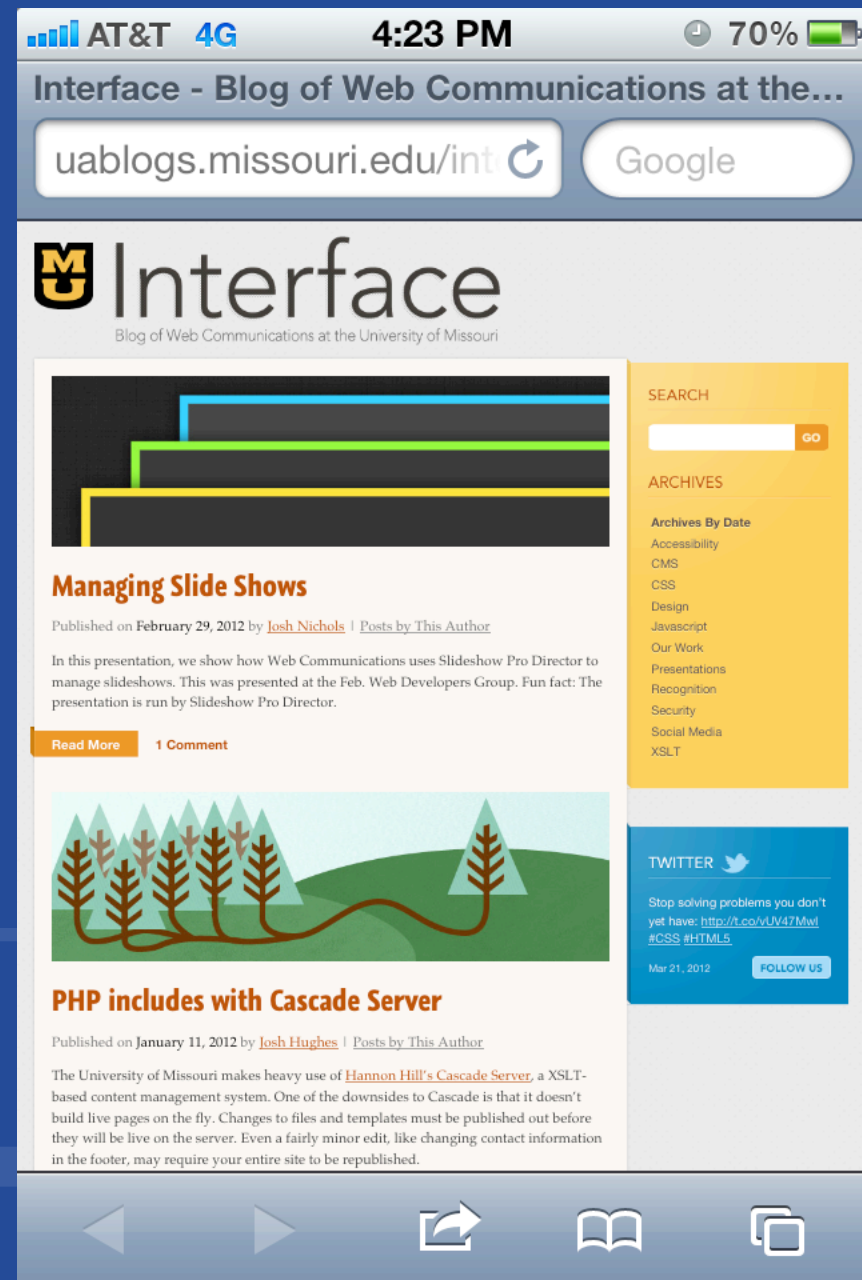 AT&T 4G 4:23 PM 70%
Interface - Blog of Web Communications at the...
uablogs.missouri.edu/int Google
MU Interface
Blog of Web Communications at the University of Missouri
Managing Slide Shows
Published on February 29, 2012 by Josh Nichols | Posts by This Author
In this presentation, we show how Web Communications uses Slideshow Pro Director to
manage slideshows. This was presented at the Feb. Web Developers Group. Fun fact: The
presentation is run by Slideshow Pro Director.
Read More 1 Comment
PHP includes with Cascade Server
Published on January 11, 2012 by Josh Hughes | Posts by This Author
The University of Missouri makes heavy use of Hannon Hill's Cascade Server, a XSLT-
based content management system. One of the downsides to Cascade is that it doesn't
build live pages on the fly. Changes to files and templates must be published out before
they will be live on the server. Even a fairly minor edit, like changing contact information
in the footer, may require your entire site to be republished.
SEARCH
GO
ARCHIVES
Archives By Date
Accessibility
CMS
CSS
Design
Javascript
Our Work
Presentations
Recognition
Security
Social Media
XSLT
TWITTER
Stop solving problems you don't
yet have: http://t.co/vUV47MwI
#CSS #HTML5
Mar 21, 2012 FOLLOW US